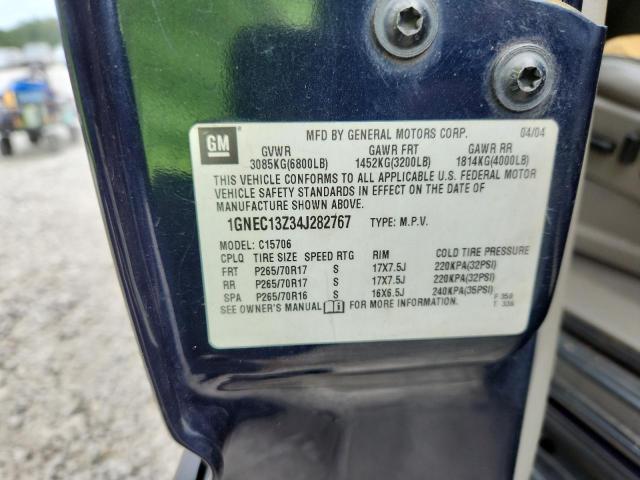 GM
MFD BY GENERAL MOTORS CORP. 04/04
GVWR GAWR FRT GAWR RR
3085KG(6800LB) 1452KG(3200LB) 1814KG(4000LB)
THIS VEHICLE CONFORMS TO ALL APPLICABLE U.S. FEDERAL MOTOR
VEHICLE SAFETY STANDARDS IN EFFECT ON THE DATE OF
MANUFACTURE SHOWN ABOVE.
1GNEC13Z34J282767 TYPE: M.P.V.
MODEL: C15706
CPLQ TIRE SIZE SPEED RTG RIM COLD TIRE PRESSURE
FRT P265/70R17 S 17X7.5J 220KPA(32PSI)
RR P265/70R17 S 17X7.5J 220KPA(32PSI)
SPA P265/70R16 S 16X6.5J 240KPA(35PSI)
SEE OWNER'S MANUAL FOR MORE INFORMATION.
F 358
T 336